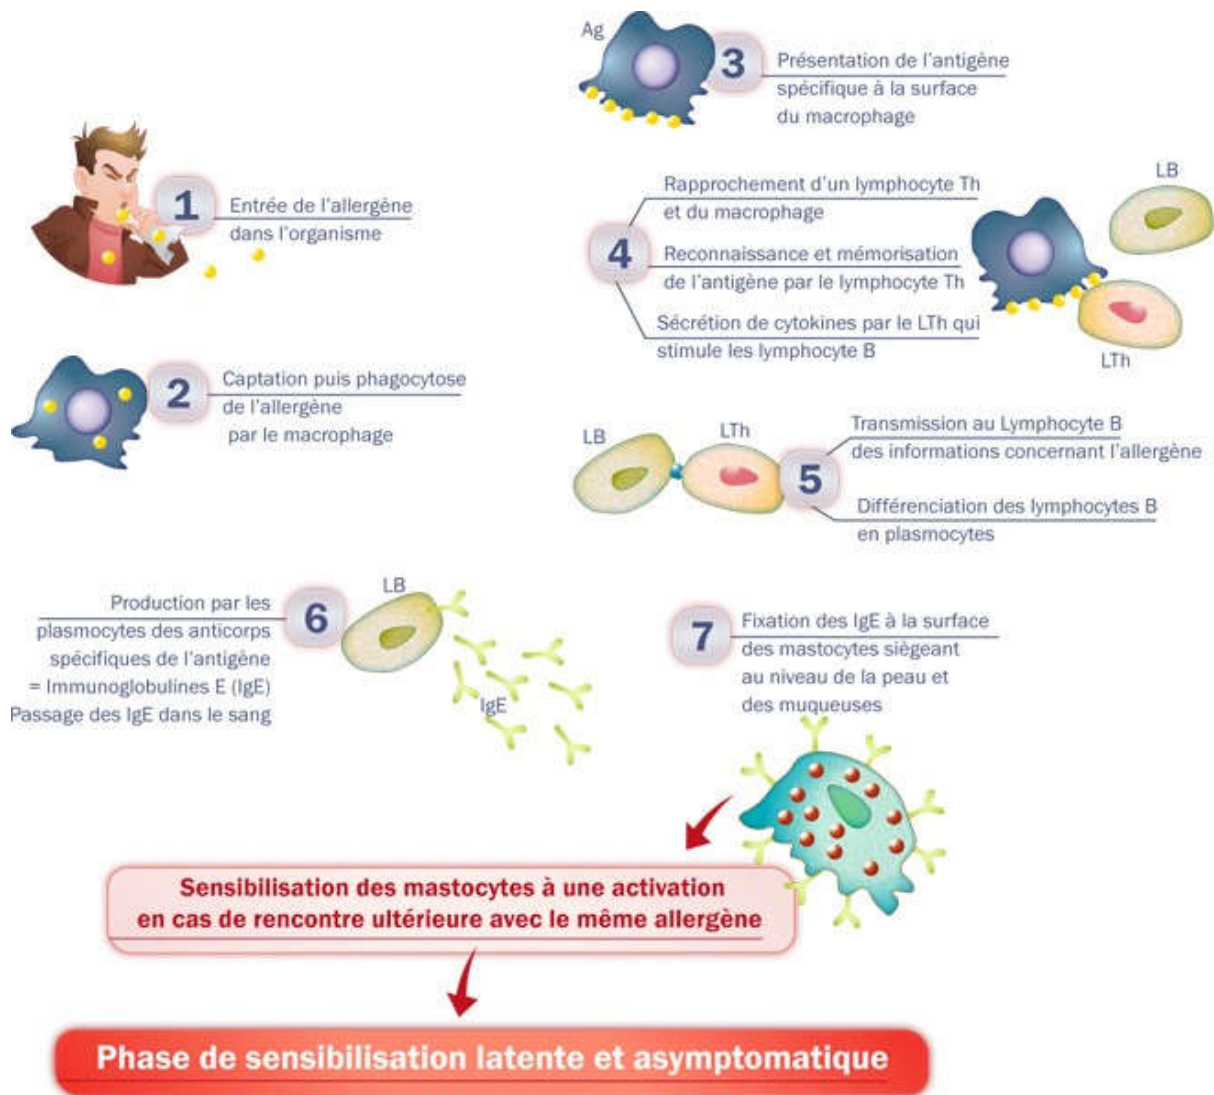 1
Entrée de l'allergène
dans l'organisme
2
Captation puis phagocytose
de l'allergène
par le macrophage
Ag
3
Présentation de l'antigène
spécifique à la surface
du macrophage
4
Rapprochement d'un lymphocyte Th
et du macrophage
Reconnaissance et mémorisation
de l'antigène par le lymphocyte Th
Sécrétion de cytokines par le LTh qui
stimule les lymphocyte B
LB
LTh
LB
LTh
5
Transmission au Lymphocyte B
des informations concernant l'allergène
Différenciation des lymphocytes B
en plasmocytes
6
Production par les
plasmocytes des anticorps
spécifiques de l'antigène
= Immunoglobulines E (IgE)
Passage des IgE dans le sang
LB
IgE
7
Fixation des IgE à la surface
des mastocytes siégeant
au niveau de la peau et
des muqueuses
Sensibilisation des mastocytes à une activation
en cas de rencontre ultérieure avec le même allergène
Phase de sensibilisation latente et asymptomatique